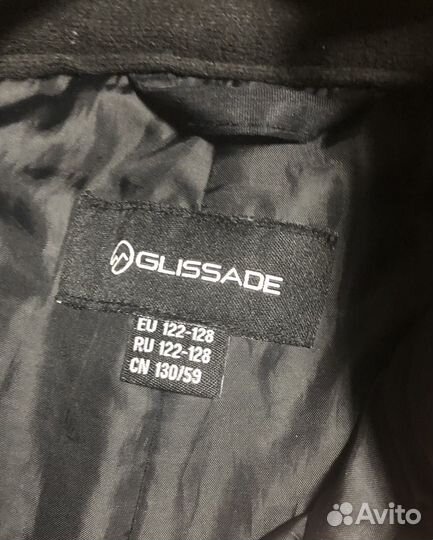 GLISSADE
EU 122-128
RU 122-128
CN 130/59
Avito